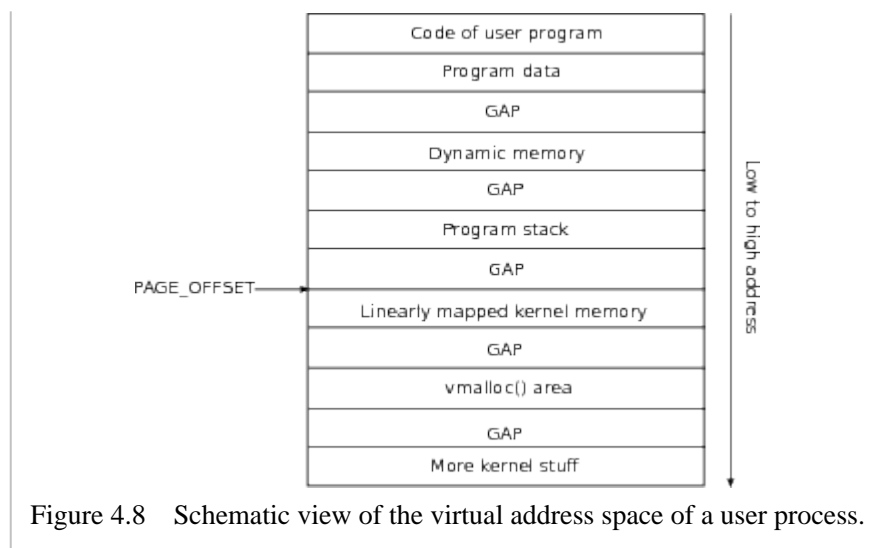 Code of user program
Program data
GAP
Dynamic memory
GAP
Program stack
GAP
PAGE_OFFSET
Linearly mapped kernel memory
GAP
vmalloc() area
GAP
More kernel stuff
Low to high address
Figure 4.8 Schematic view of the virtual address space of a user process.